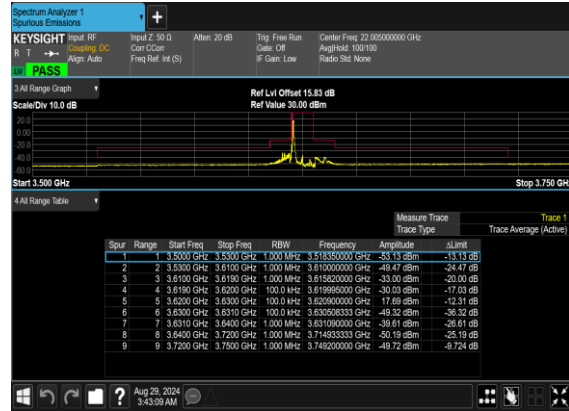 Spectrum Analyzer 1
Spurious Emissions
KEYSIGHT Input: RF Input Z: 50 Ω Atten: 20 dB Trig: Free Run Center Freq: 22.005000000 GHz
R T Coupling: DC Corr CCorr Gate: Off Avg|Hold: 100/100
Align: Auto Freq Ref: Int (S) IF Gain: Low Radio Std: None
PASS
3 All Range Graph
Ref Lvl Offset 15.83 dB
Scale/Div 10.0 dB Ref Value 30.00 dBm
20.0
0.00
-20.0
-40.0
-60.0
Start 3.500 GHz Stop 3.750 GHz
4 All Range Table
Measure Trace Trace 1
Trace Type Trace Average (Active)
Spur Range Start Freq Stop Freq RBW Frequency Amplitude ΔLimit
1 1 3.5000 GHz 3.5300 GHz 1.000 MHz 3.518350000 GHz -53.13 dBm -13.13 dB
2 2 3.5300 GHz 3.6100 GHz 1.000 MHz 3.610000000 GHz -49.47 dBm -24.47 dB
3 3 3.6100 GHz 3.6190 GHz 1.000 MHz 3.615820000 GHz -33.00 dBm -20.00 dB
4 4 3.6190 GHz 3.6200 GHz 100.0 kHz 3.619995000 GHz -30.03 dBm -17.03 dB
5 5 3.6200 GHz 3.6300 GHz 100.0 kHz 3.620900000 GHz 17.69 dBm -12.31 dB
6 6 3.6300 GHz 3.6310 GHz 100.0 kHz 3.630508333 GHz -49.32 dBm -36.32 dB
7 7 3.6310 GHz 3.6400 GHz 1.000 MHz 3.631090000 GHz -39.61 dBm -26.61 dB
8 8 3.6400 GHz 3.7200 GHz 1.000 MHz 3.714933333 GHz -50.19 dBm -25.19 dB
9 9 3.7200 GHz 3.7500 GHz 1.000 MHz 3.749200000 GHz -49.72 dBm -9.724 dB
? Aug 29, 2024
3:43:09 AM